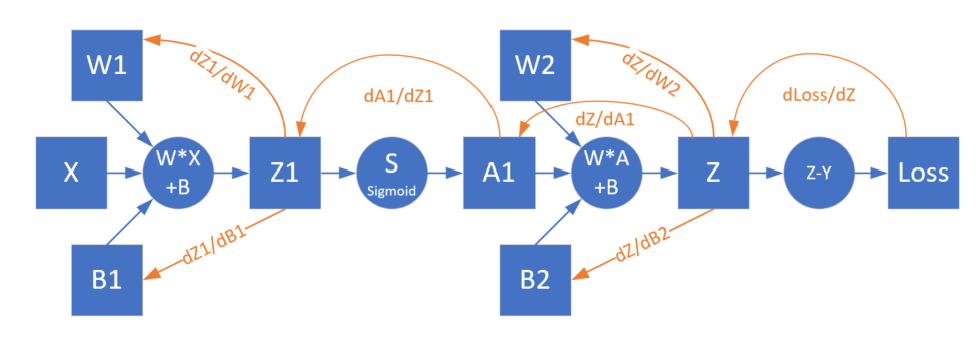 W1
dZ1/dW1
W2
dZ/dW2
dA1/dZ1
dLoss/dZ
dZ/dA1
X
W*X
+B
Z1
S
Sigmoid
A1
W*A
+B
Z
Z-Y
Loss
dZ1/dB1
dZ/dB2
B1
B2